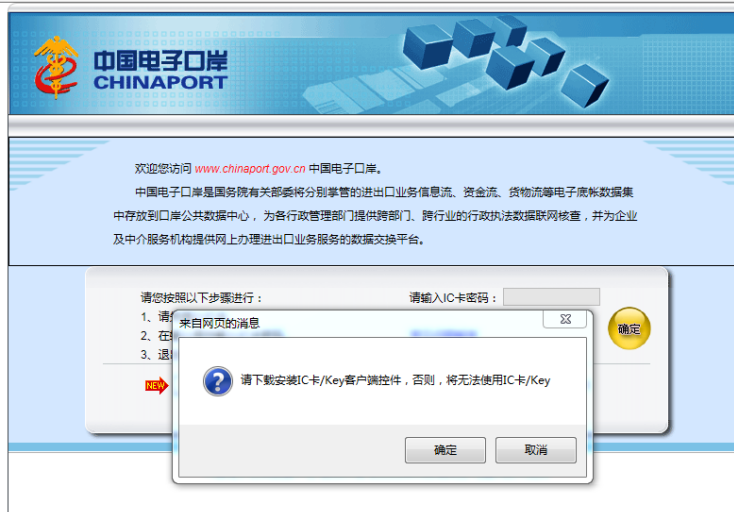 中国电子口岸
CHINAPORT
欢迎您访问 www.chinaport.gov.cn 中国电子口岸。
中国电子口岸是国务院有关部委将分别掌管的进出口业务信息流、资金流、货物流等电子底帐数据集
中存放到口岸公共数据中心，为各行政管理部门提供跨部门、跨行业的行政执法数据联网核查，并为企业
及中介服务机构提供网上办理进出口业务服务的数据交换平台。
请您按照以下步骤进行： 请输入IC卡密码：
1、请
2、在
3、退
确定
NEW
来自网页的消息
请下载安装IC卡/Key客户端控件，否则，将无法使用IC卡/Key
确定 取消